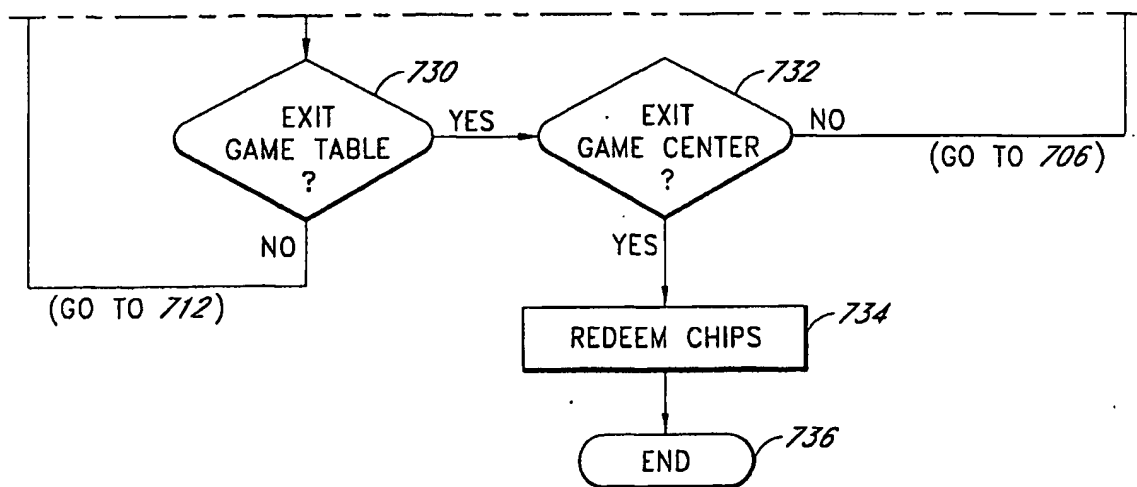 730
EXIT
GAME TABLE
?
YES
NO
(GO TO 712)
732
EXIT
GAME CENTER
?
NO
(GO TO 706)
YES
REDEEM CHIPS
734
END
736